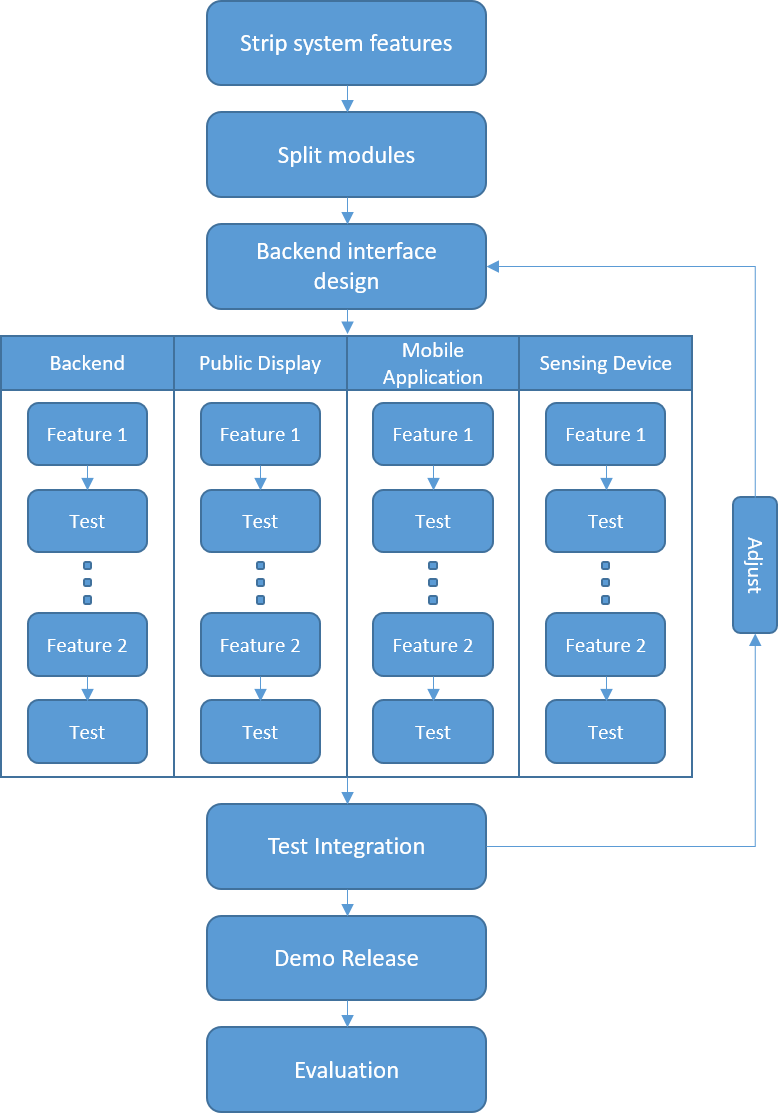 Strip system features
Split modules
Backend interface
design
Backend
Public Display
Mobile
Application
Sensing Device
Feature 1
Feature 1
Feature 1
Feature 1
Test
Test
Test
Test
Adjust
Feature 2
Feature 2
Feature 2
Feature 2
Test
Test
Test
Test
Test Integration
Demo Release
Evaluation